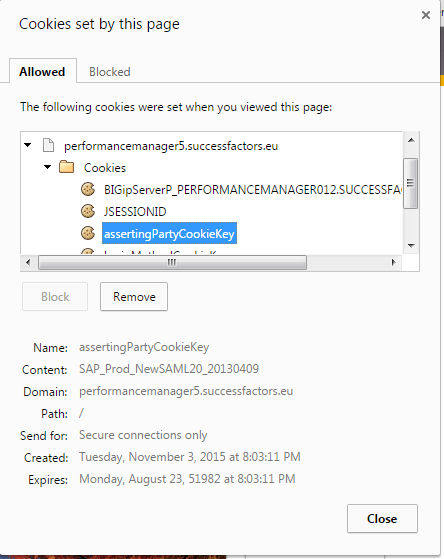 Cookies set by this page
Allowed
Blocked
The following cookies were set when you viewed this page:
performancemanager5.successfactors.eu
Cookies
BIGipServerP_PERFORMANCEMANAGER012.SUCCESSFA
JSESSIONID
assertingPartyCookieKey
Block
Remove
Name: assertingPartyCookieKey
Content: SAP_Prod_NewSAML20_20130409
Domain: performancemanager5.successfactors.eu
Path: /
Send for: Secure connections only
Created: Tuesday, November 3, 2015 at 8:03:11 PM
Expires: Monday, August 23, 51982 at 8:03:11 PM
Close